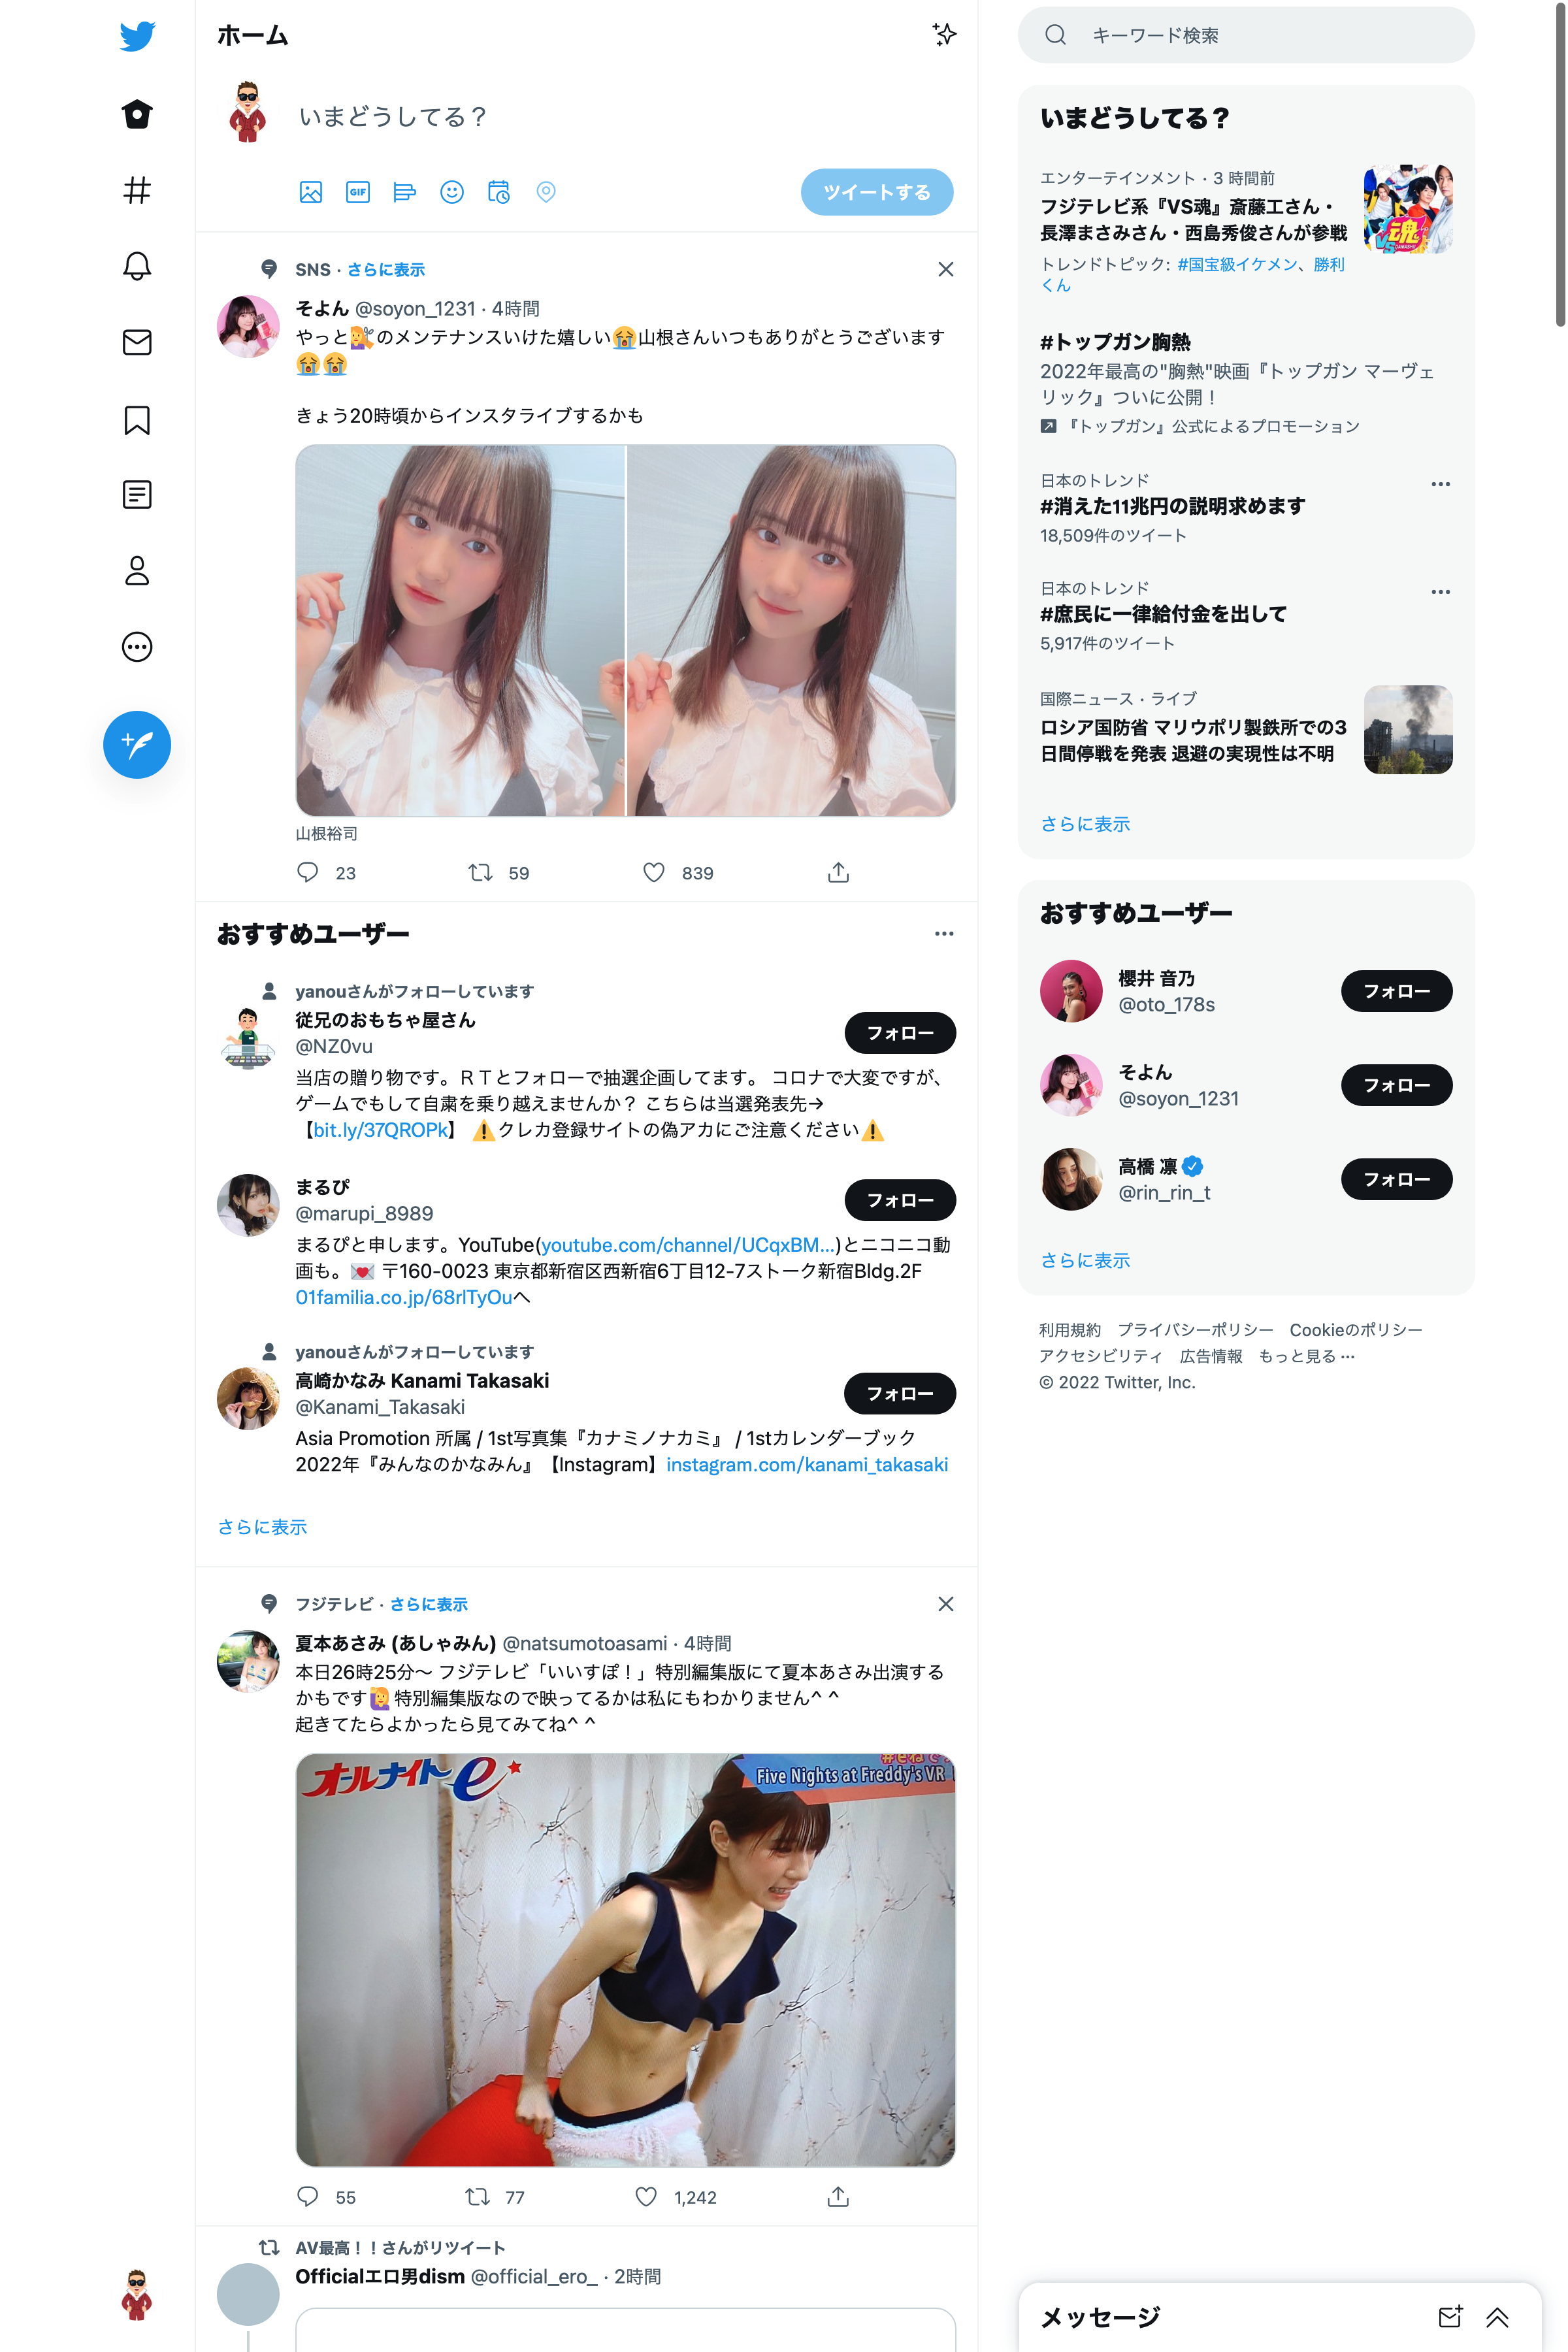 ホーム
いまどうしてる？
GIF
ツイートする
SNS · さらに表示
そよん @soyon_1231 · 4時間
やっと💇のメンテナンスいけた嬉しい😭山根さんいつもありがとうございます
😭😭
きょう20時頃からインスタライブするかも
山根裕司
23 59 839
おすすめユーザー
yanouさんがフォローしています
従兄のおもちゃ屋さん
@NZ0vu
フォロー
当店の贈り物です。ＲＴとフォローで抽選企画してます。 コロナで大変ですが、
ゲームでもして自粛を乗り越えませんか？ こちらは当選発表先→
【bit.ly/37QROPk】 ⚠️クレカ登録サイトの偽アカにご注意ください⚠️
まるぴ
@marupi_8989
フォロー
まるぴと申します。YouTube(youtube.com/channel/UCqxBM…)とニコニコ動
画も。💌 〒160-0023 東京都新宿区西新宿6丁目12-7ストーク新宿Bldg.2F
01familia.co.jp/68rlTyOuへ
yanouさんがフォローしています
高崎かなみ Kanami Takasaki
@Kanami_Takasaki
フォロー
Asia Promotion 所属 / 1st写真集『カナミノナカミ』 / 1stカレンダーブック
2022年『みんなのかなみん』【Instagram】instagram.com/kanami_takasaki
さらに表示
フジテレビ · さらに表示
夏本あさみ (あしゃみん) @natsumotoasami · 4時間
本日26時25分〜 フジテレビ「いいすぽ！」特別編集版にて夏本あさみ出演する
かもです🙋‍♀️特別編集版なので映ってるかは私にもわかりません^ ^
起きてたらよかったら見てみてね^ ^
オールナイトe
Five Nights at Freddy's VR
55 77 1,242
AV最高！！さんがリツイート
Officialエロ男dism @official_ero_ · 2時間
キーワード検索
いまどうしてる？
エンターテインメント · 3 時間前
フジテレビ系『VS魂』斎藤工さん・
長澤まさみさん・西島秀俊さんが参戦
トレンドトピック: #国宝級イケメン、勝利
くん
VS魂
#トップガン胸熱
2022年最高の"胸熱"映画『トップガン マーヴェ
リック』ついに公開！
『トップガン』公式によるプロモーション
日本のトレンド
#消えた11兆円の説明求めます
18,509件のツイート
日本のトレンド
#庶民に一律給付金を出して
5,917件のツイート
国際ニュース · ライブ
ロシア国防省 マリウポリ製鉄所での3
日間停戦を発表 退避の実現性は不明
さらに表示
おすすめユーザー
櫻井 音乃
@oto_178s
フォロー
そよん
@soyon_1231
フォロー
高橋 凛
@rin_rin_t
フォロー
さらに表示
利用規約 プライバシーポリシー Cookieのポリシー
アクセシビリティ 広告情報 もっと見る ···
© 2022 Twitter, Inc.
メッセージ